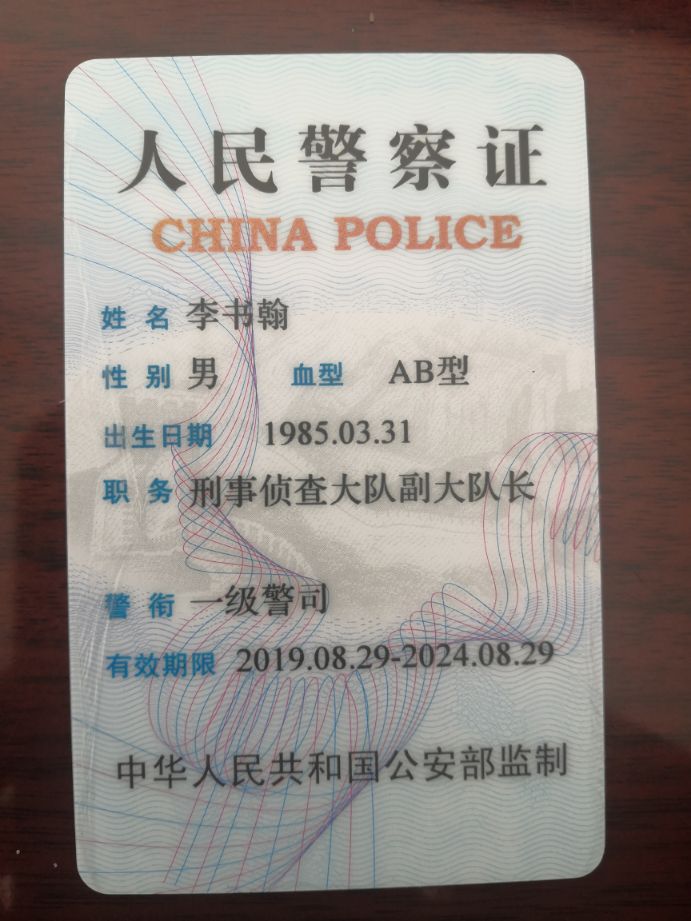 人民警察证
CHINA POLICE
姓 名 李书翰
性 别 男 血型 AB型
出生日期 1985.03.31
职 务 刑事侦查大队副大队长
警 衔 一级警司
有效期限 2019.08.29-2024.08.29
中华人民共和国公安部监制